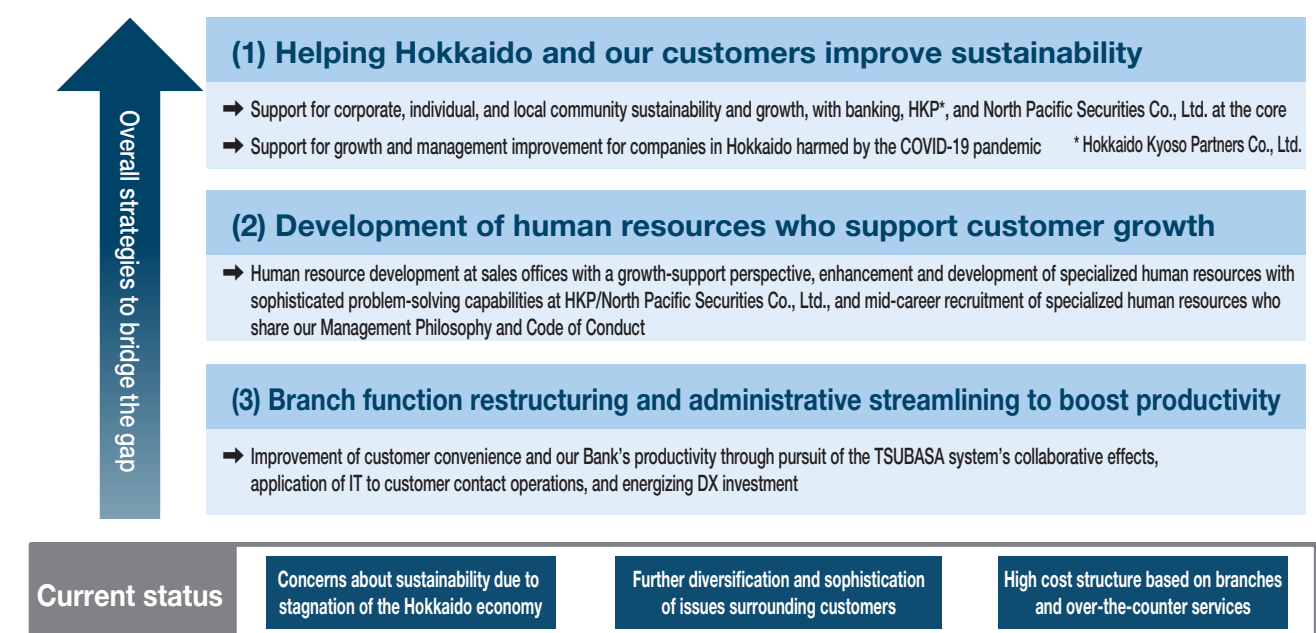 Overall strategies to bridge the gap
(1) Helping Hokkaido and our customers improve sustainability
➡ Support for corporate, individual, and local community sustainability and growth, with banking, HKP*, and North Pacific Securities Co., Ltd. at the core
➡ Support for growth and management improvement for companies in Hokkaido harmed by the COVID-19 pandemic * Hokkaido Kyoso Partners Co., Ltd.
(2) Development of human resources who support customer growth
➡ Human resource development at sales offices with a growth-support perspective, enhancement and development of specialized human resources with
sophisticated problem-solving capabilities at HKP/North Pacific Securities Co., Ltd., and mid-career recruitment of specialized human resources who
share our Management Philosophy and Code of Conduct
(3) Branch function restructuring and administrative streamlining to boost productivity
➡ Improvement of customer convenience and our Bank's productivity through pursuit of the TSUBASA system's collaborative effects,
application of IT to customer contact operations, and energizing DX investment
Current status
Concerns about sustainability due to
stagnation of the Hokkaido economy
Further diversification and sophistication
of issues surrounding customers
High cost structure based on branches
and over-the-counter services